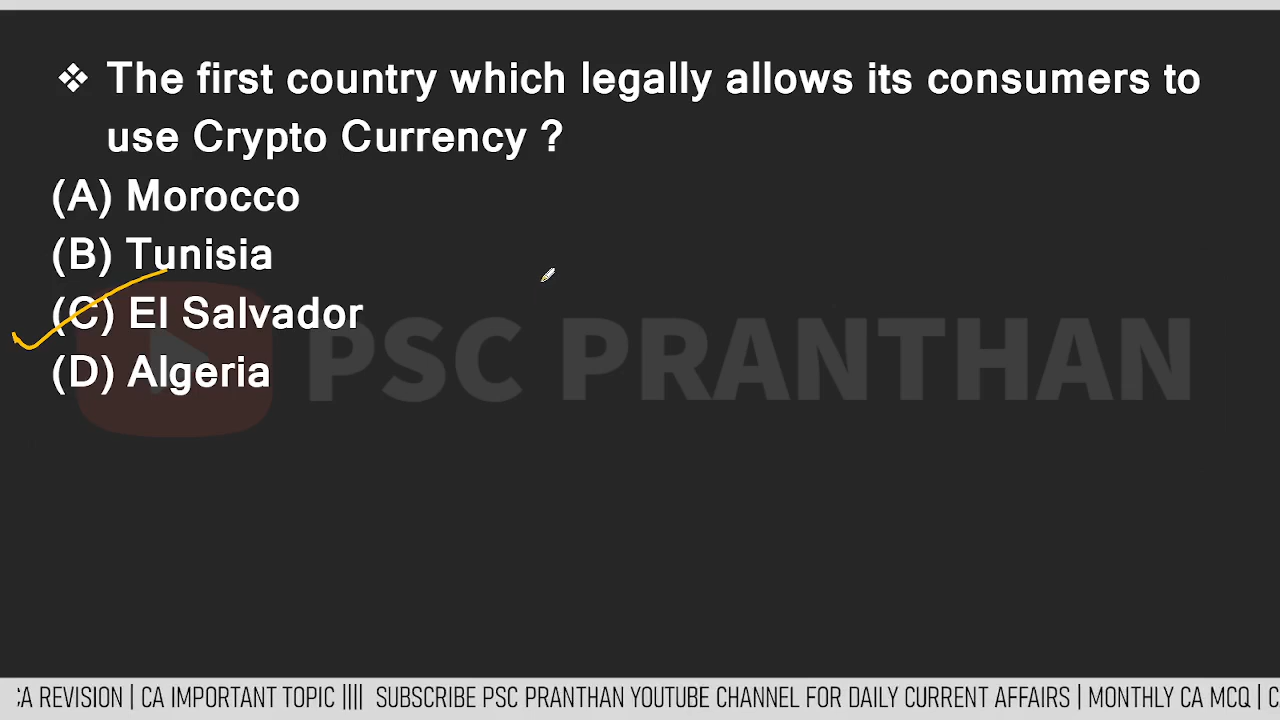 ❖ The first country which legally allows its consumers to
use Crypto Currency ?
(A) Morocco
(B) Tunisia
(C) El Salvador
(D) Algeria
PSC PRANTHAN
CA REVISION | CA IMPORTANT TOPIC |||| SUBSCRIBE PSC PRANTHAN YOUTUBE CHANNEL FOR DAILY CURRENT AFFAIRS | MONTHLY CA MCQ | C